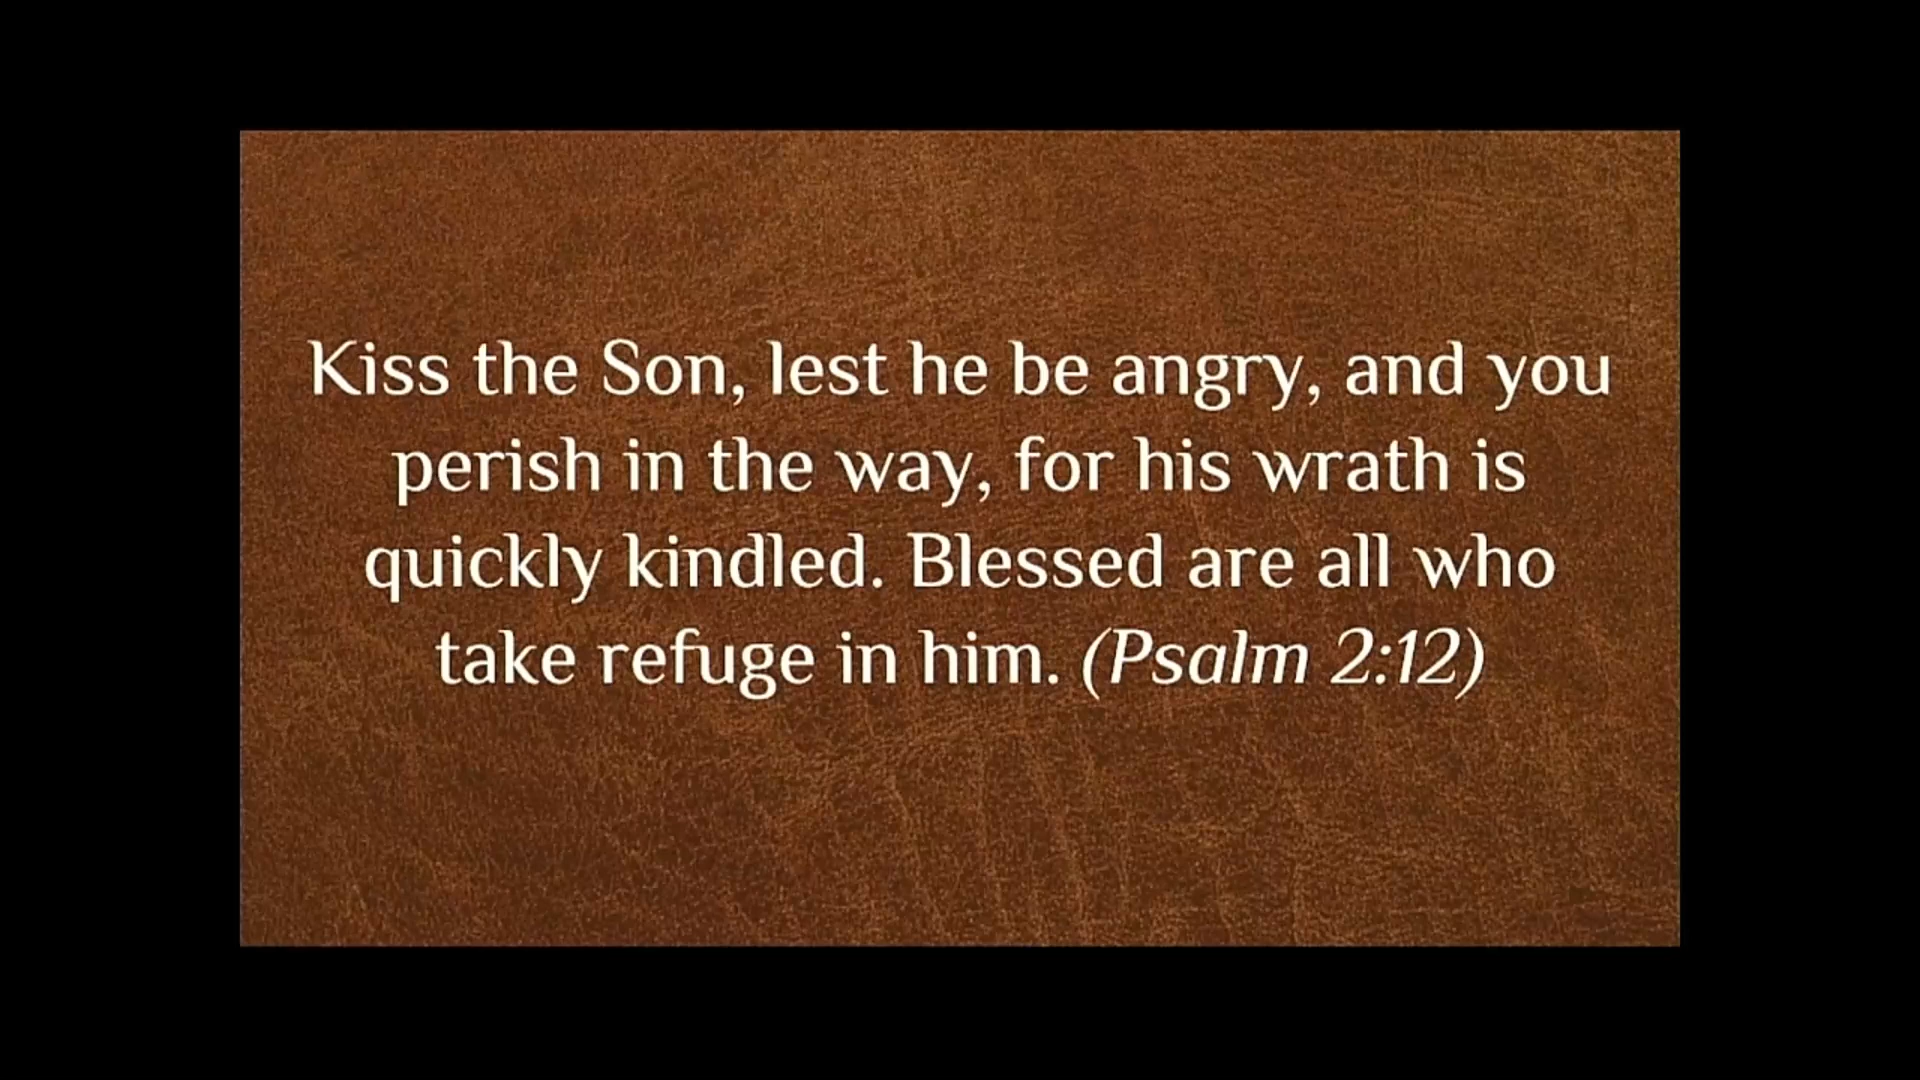 Kiss the Son, lest he be angry, and you
perish in the way, for his wrath is
quickly kindled. Blessed are all who
take refuge in him. (Psalm 2:12)